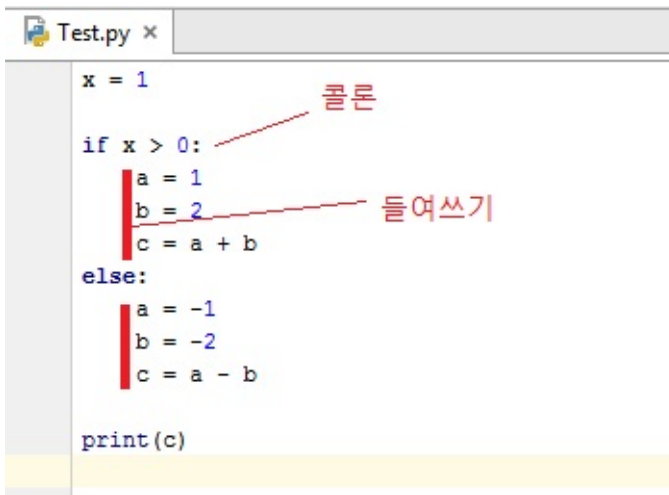 Test.py ×
x = 1
콜론
if x > 0:
    a = 1
    b = 2
들여쓰기
    c = a + b
else:
    a = -1
    b = -2
    c = a - b
print(c)